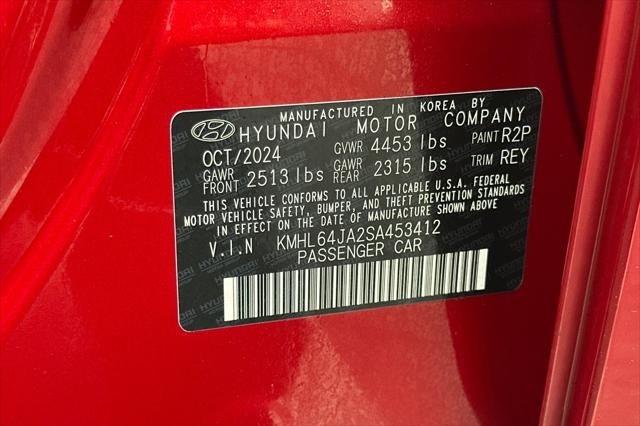 MANUFACTURED IN KOREA BY
HYUNDAI MOTOR COMPANY
OCT/2024 GVWR 4453 lbs PAINT R2P
GAWR FRONT 2513 lbs GAWR REAR 2315 lbs TRIM REY
THIS VEHICLE CONFORMS TO ALL APPLICABLE U.S.A. FEDERAL
MOTOR VEHICLE SAFETY, BUMPER, AND THEFT PREVENTION STANDARDS
IN EFFECT ON THE DATE OF MANUFACTURE SHOWN ABOVE
V.I.N KMHL64JA2SA453412
PASSENGER CAR